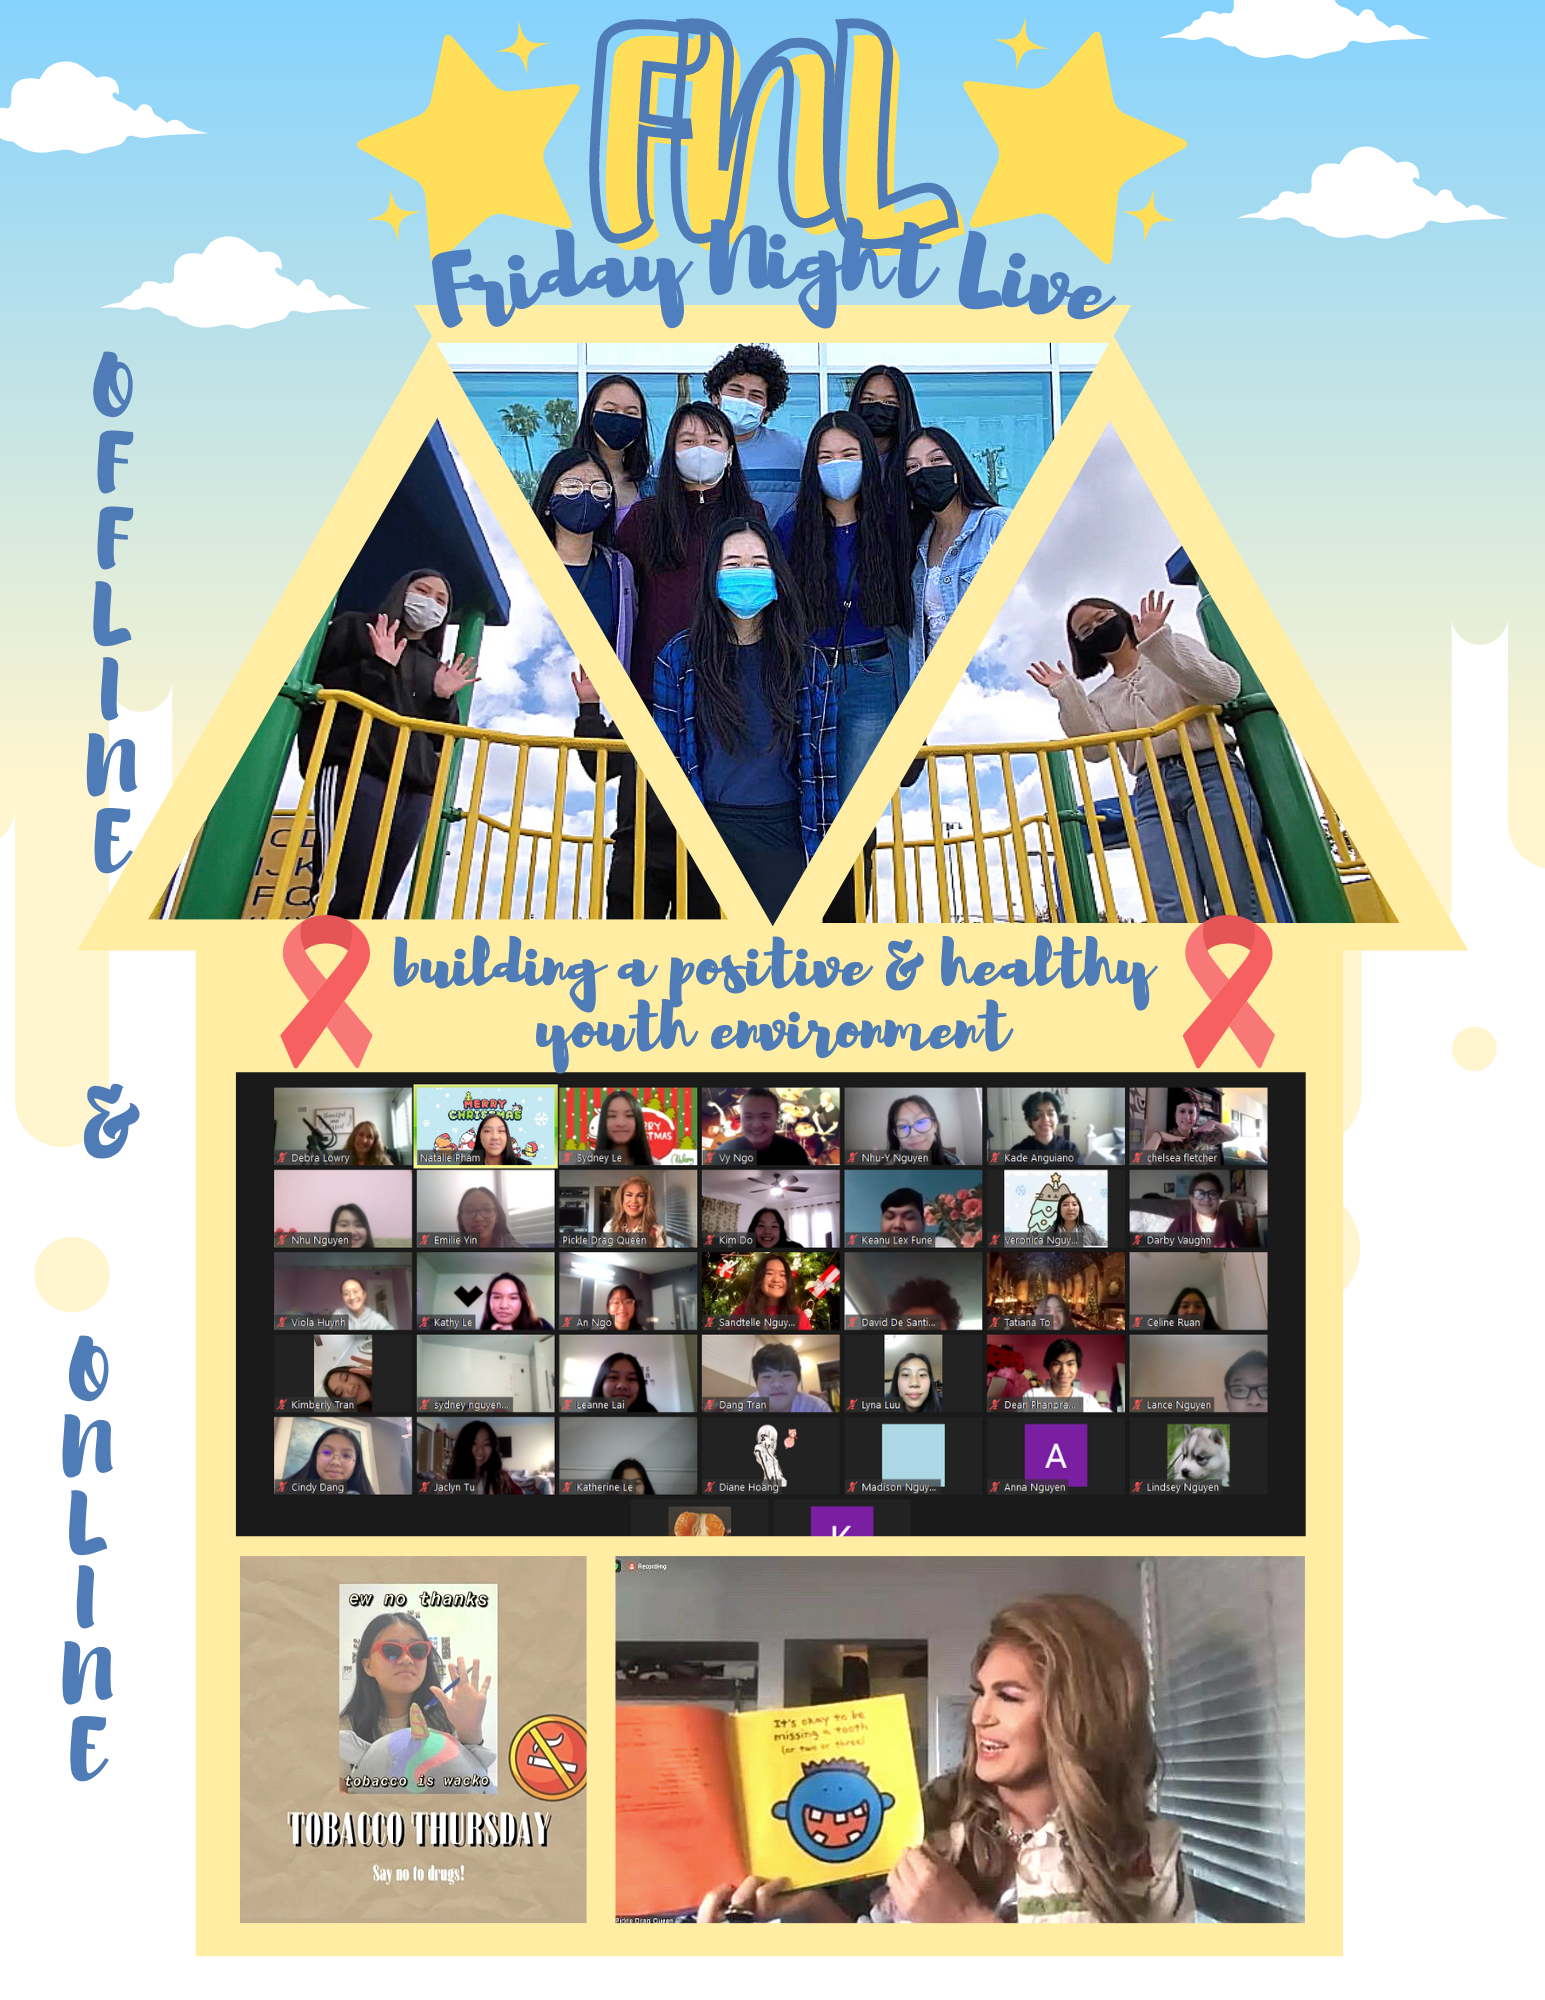 FNL
Friday Night Live
OFFLINE
&
ONLINE
building a positive & healthy
youth environment
MERRY
CHRISTMAS
Debra Lowry
Natalie Pham
Sydney Le
Vy Ngo
Nhu-Y Nguyen
Kade Anguiano
chelsea fletcher
Nhu Nguyen
Emilie Yin
Pickle Drag Queen
Kim Do
Keanu Lex Fune
Veronica Nguy...
Darby Vaughn
Viola Huynh
Kathy Le
An Ngo
Sandtelle Nguy...
David De Santi...
Tatiana To
Celine Ruan
Kimberly Tran
sydney nguyen...
Leanne Lai
Dang Tran
Lyna Luu
Dean Phanpra...
Lance Nguyen
Cindy Dang
Jaclyn Tu
Katherine Le
Diane Hoang
Madison Nguy...
A
Anna Nguyen
Lindsey Nguyen
K
ew no thanks
tobacco is wacko
TOBACCO THURSDAY
Say no to drugs!
Recording
It's okay to be
missing a tooth
(or two or three)
Pickle Drag Queen